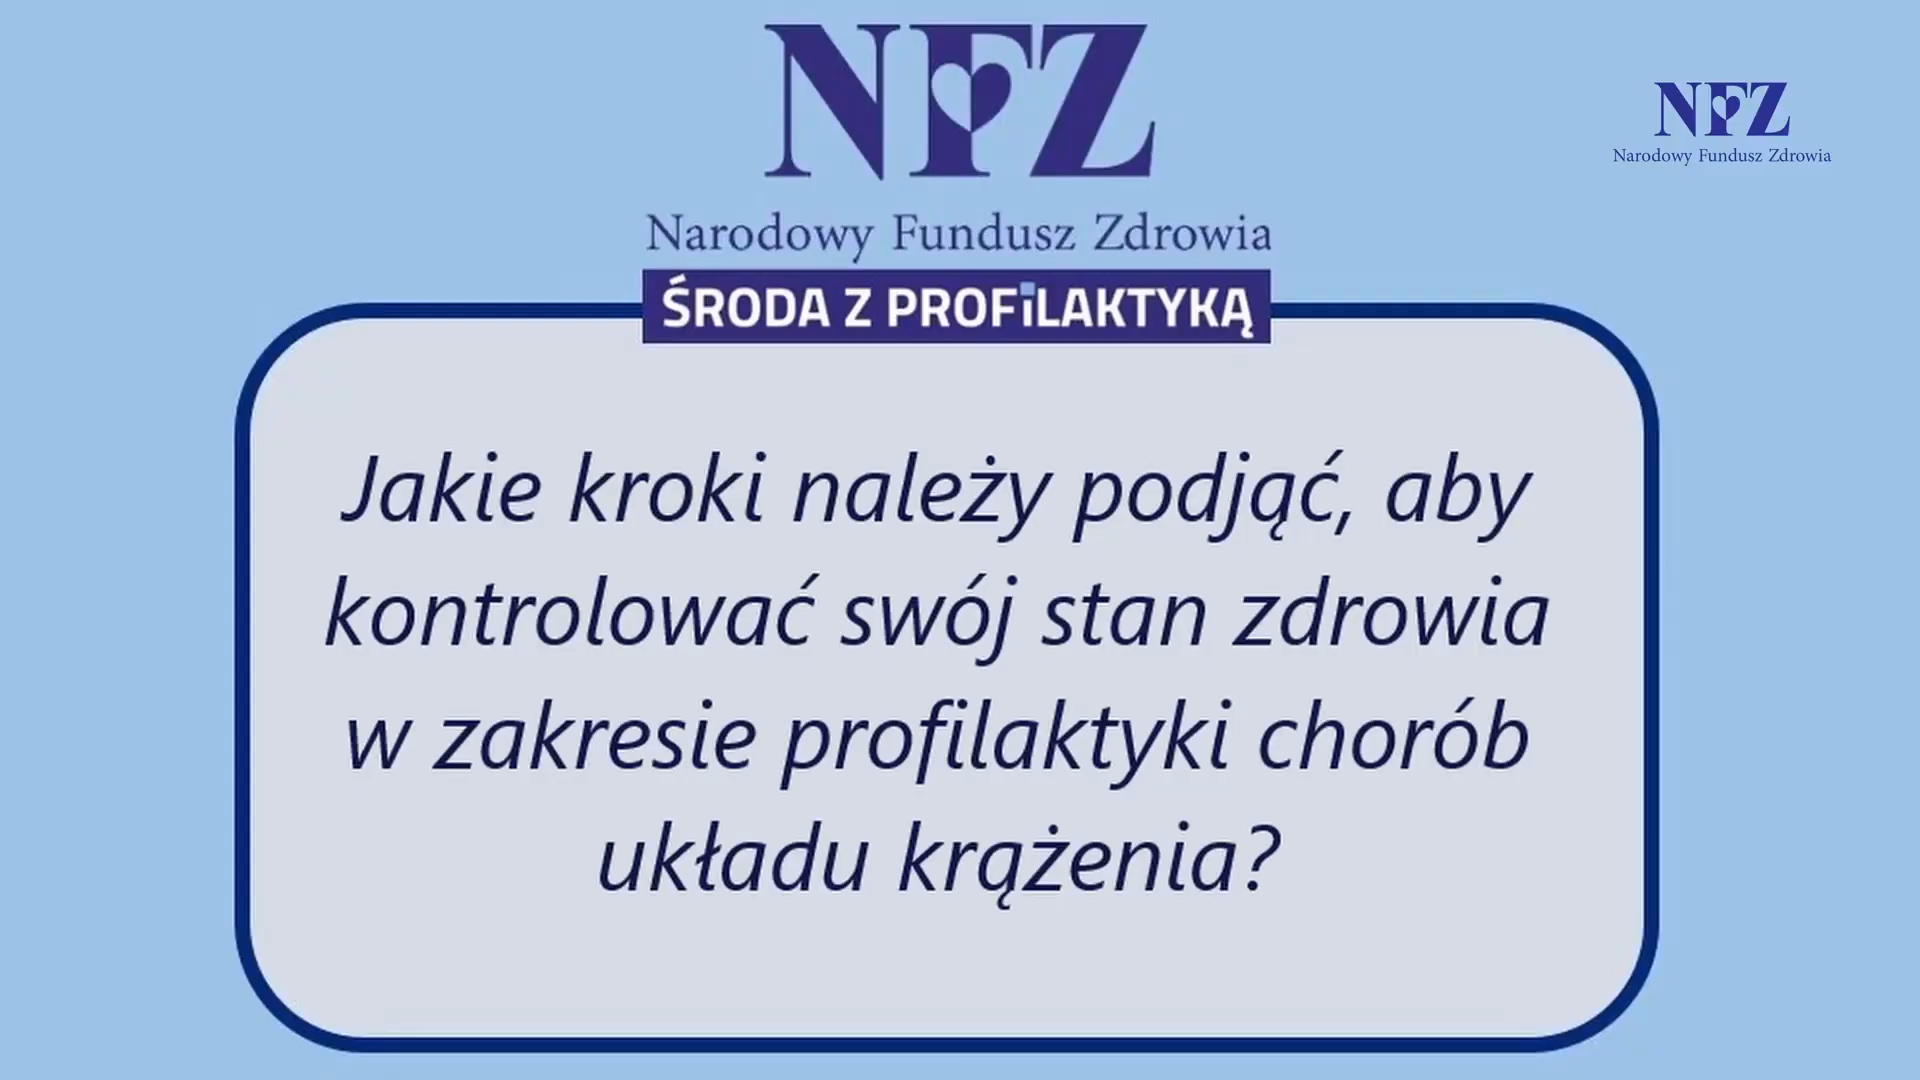 NFZ
Narodowy Fundusz Zdrowia
NFZ
Narodowy Fundusz Zdrowia
ŚRODA Z PROFiLAKTYKĄ
Jakie kroki należy podjąć, aby
kontrolować swój stan zdrowia
w zakresie profilaktyki chorób
układu krążenia?